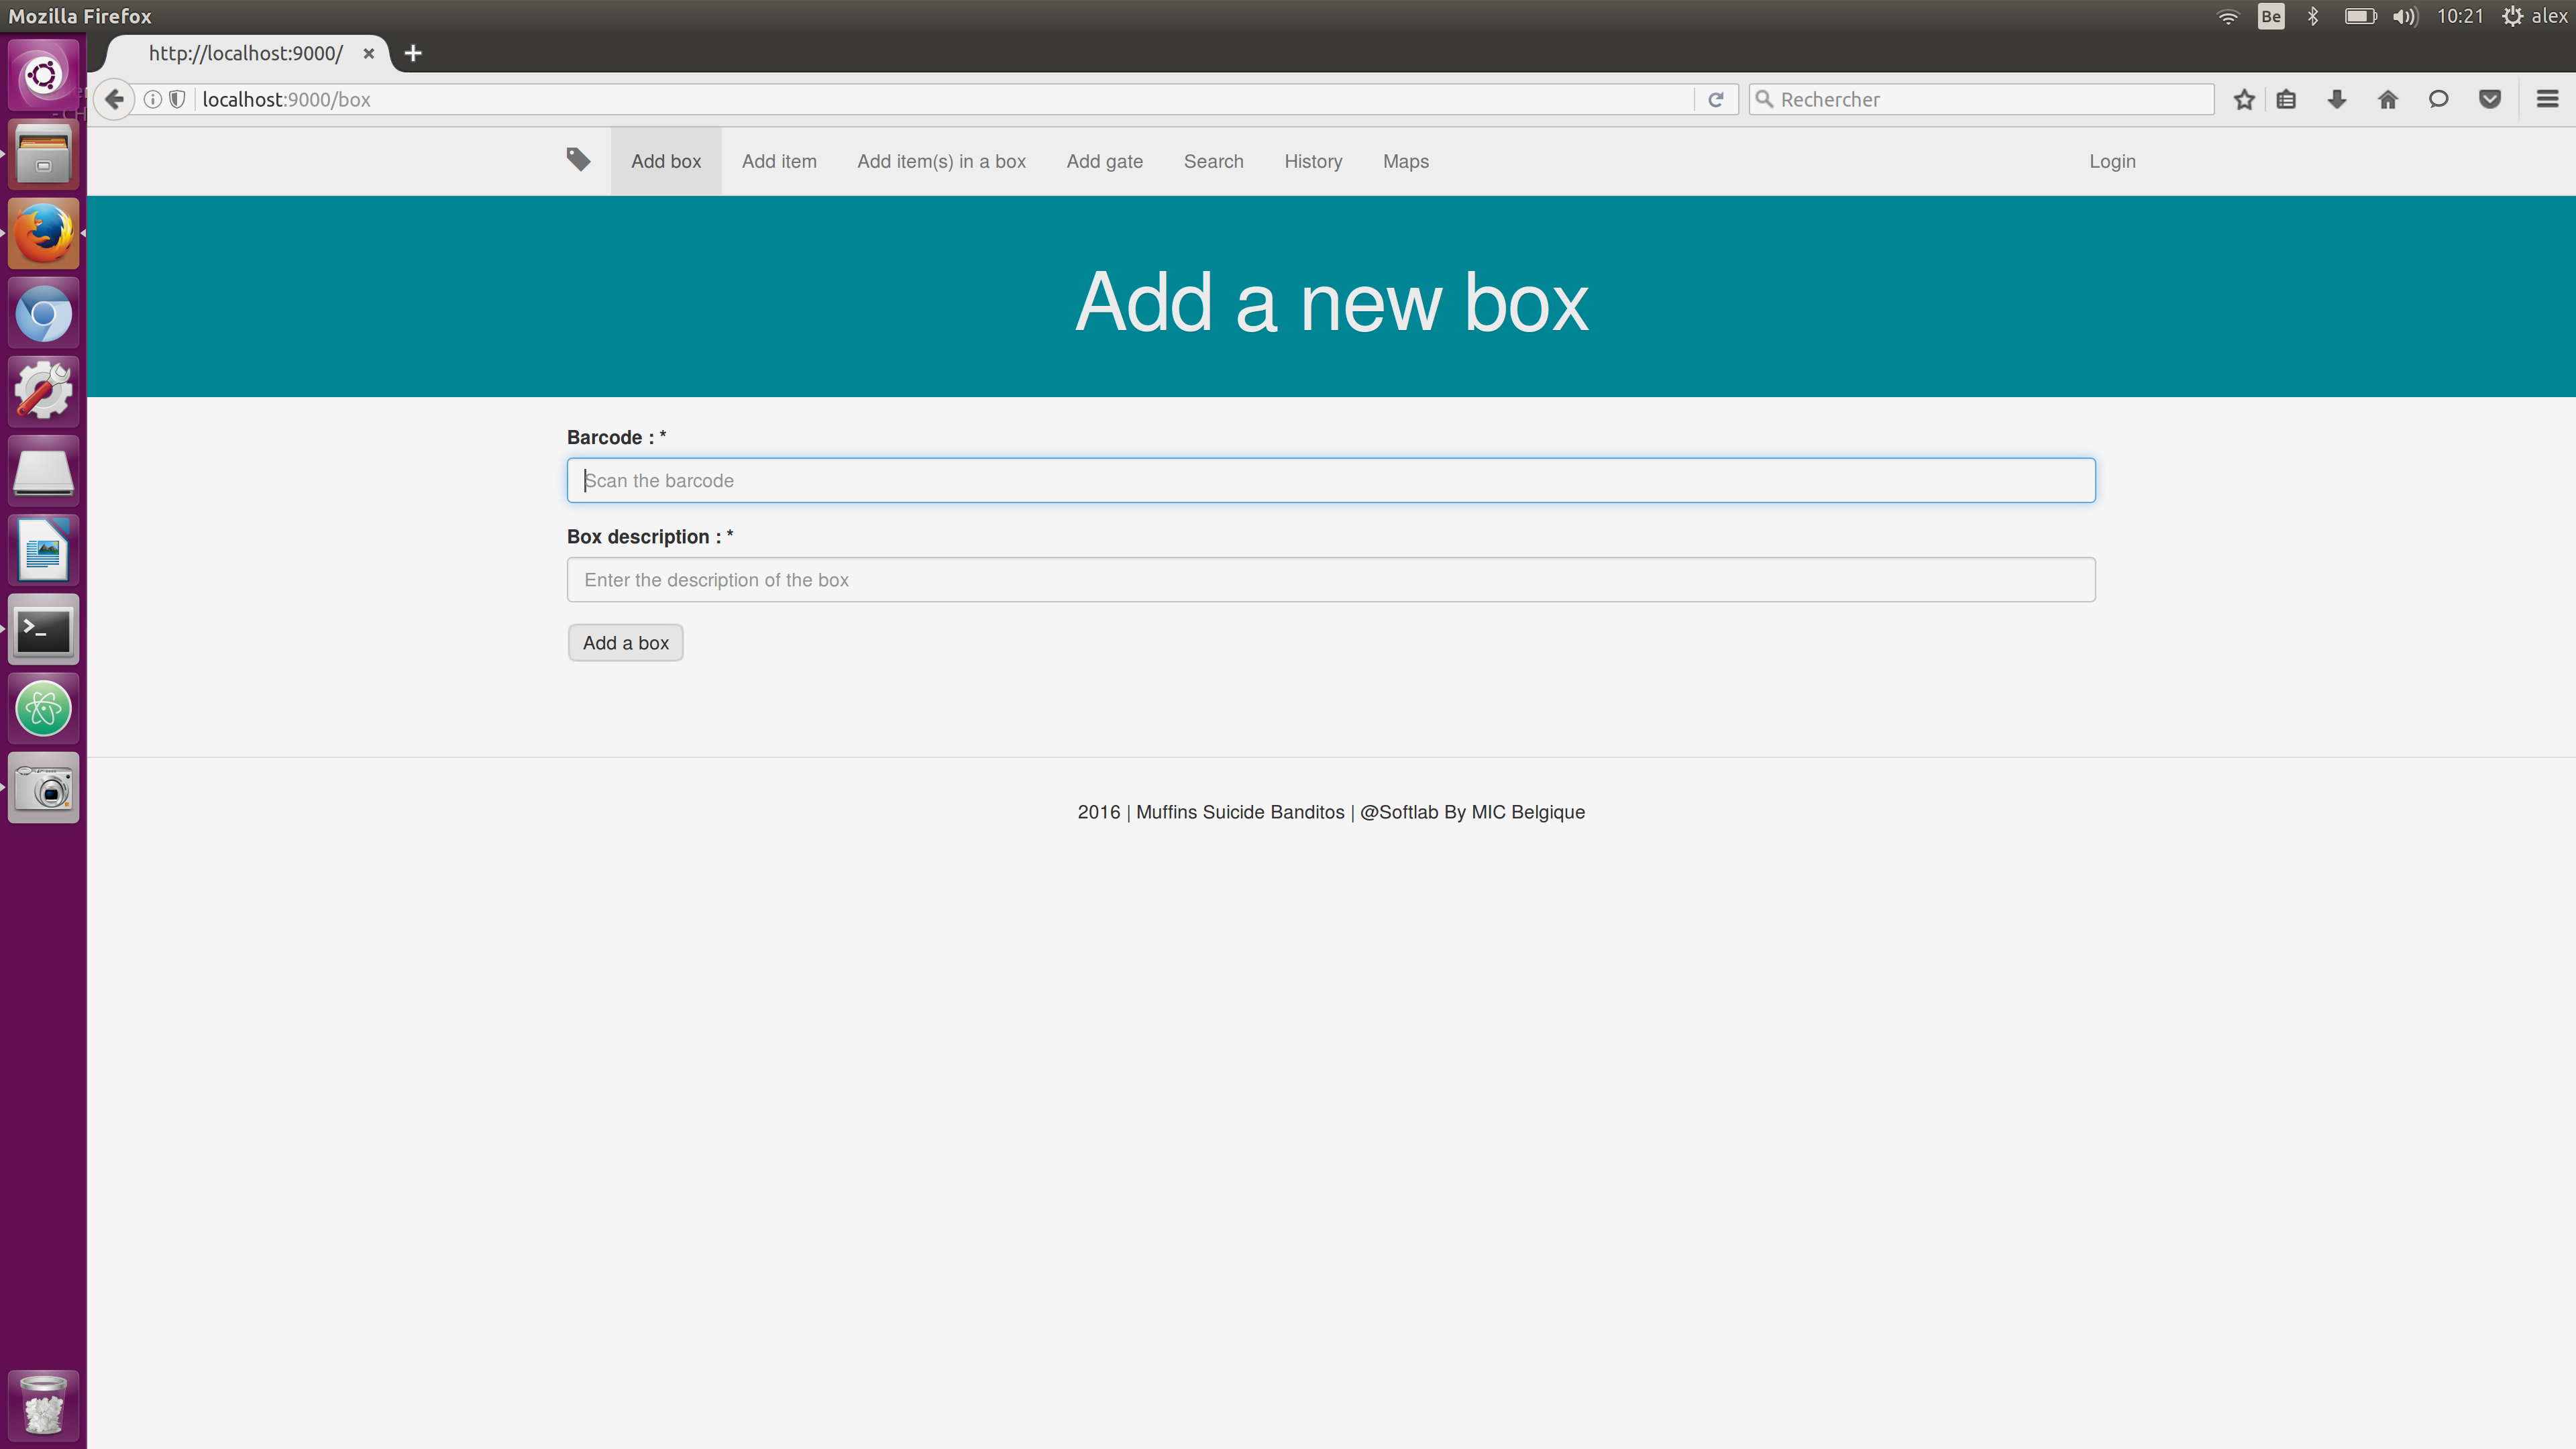 Mozilla Firefox
Be
10:21
alex
http://localhost:9000/
localhost:9000/box
Rechercher
Add box
Add item
Add item(s) in a box
Add gate
Search
History
Maps
Login
Add a new box
Barcode : *
Scan the barcode
Box description : *
Enter the description of the box
Add a box
2016 | Muffins Suicide Banditos | @Softlab By MIC Belgique